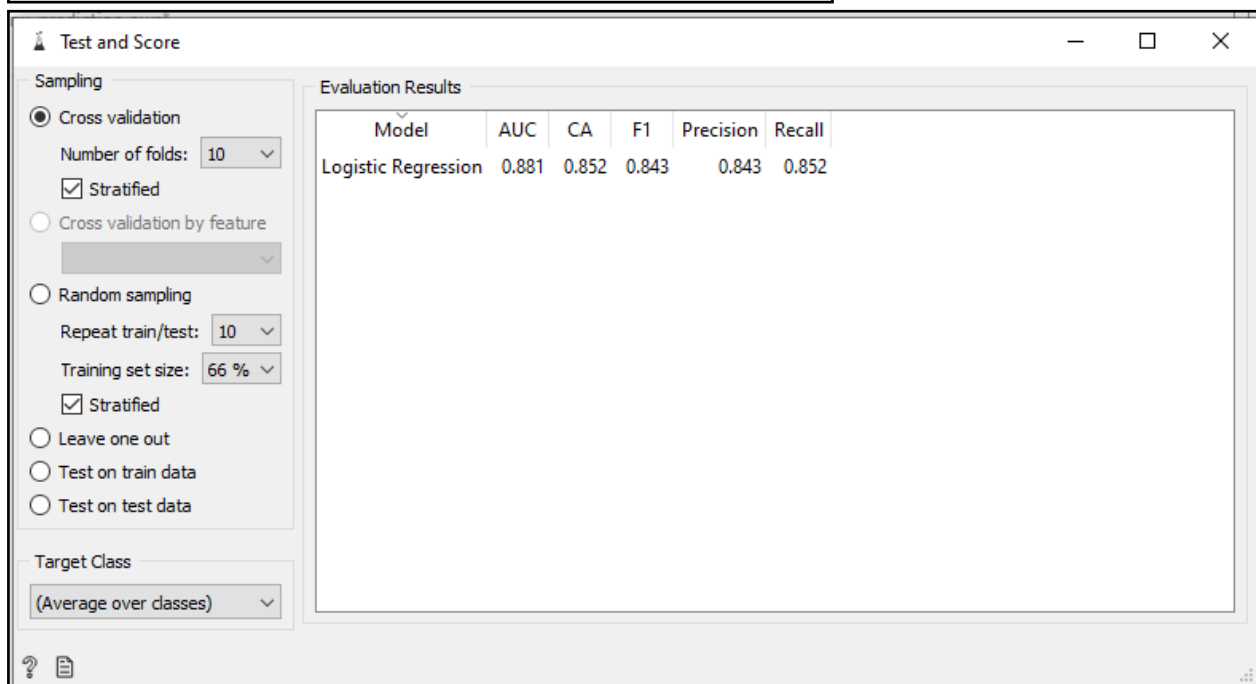 Test and Score
Sampling
Cross validation
Number of folds: 10
Stratified
Cross validation by feature
Random sampling
Repeat train/test: 10
Training set size: 66 %
Stratified
Leave one out
Test on train data
Test on test data
Target Class
(Average over classes)
Evaluation Results
Model AUC CA F1 Precision Recall
Logistic Regression 0.881 0.852 0.843 0.843 0.852